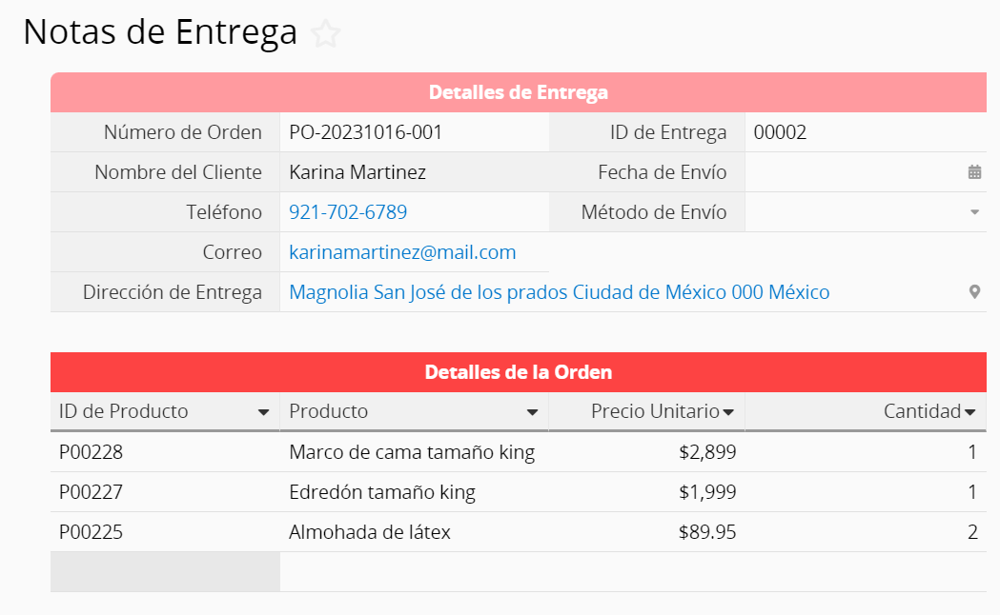 Notas de Entrega
Detalles de Entrega
Número de Orden PO-20231016-001 ID de Entrega 00002
Nombre del Cliente Karina Martinez Fecha de Envío
Teléfono 921-702-6789 Método de Envío
Correo karinamartinez@mail.com
Dirección de Entrega Magnolia San José de los prados Ciudad de México 000 México
Detalles de la Orden
ID de Producto Producto Precio Unitario Cantidad
P00228 Marco de cama tamaño king $2,899 1
P00227 Edredón tamaño king $1,999 1
P00225 Almohada de látex $89.95 2